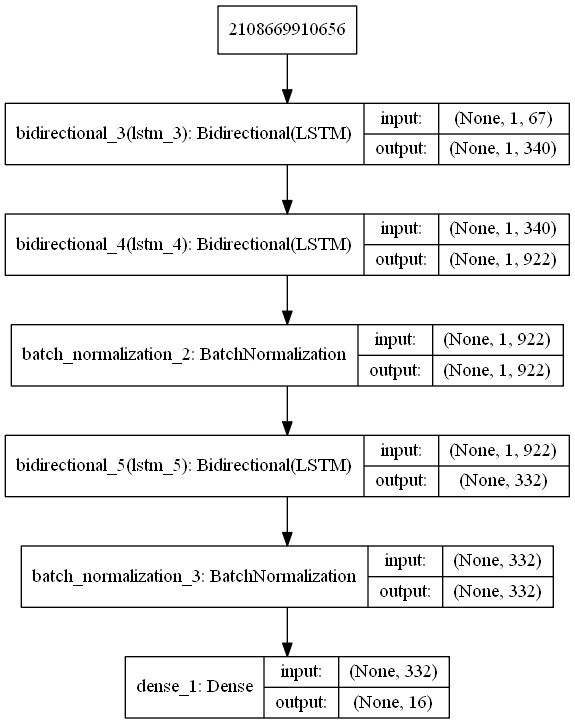 2108669910656
bidirectional_3(lstm_3): Bidirectional(LSTM)
input: (None, 1, 67)
output: (None, 1, 340)
bidirectional_4(lstm_4): Bidirectional(LSTM)
input: (None, 1, 340)
output: (None, 1, 922)
batch_normalization_2: BatchNormalization
input: (None, 1, 922)
output: (None, 1, 922)
bidirectional_5(lstm_5): Bidirectional(LSTM)
input: (None, 1, 922)
output: (None, 332)
batch_normalization_3: BatchNormalization
input: (None, 332)
output: (None, 332)
dense_1: Dense
input: (None, 332)
output: (None, 16)